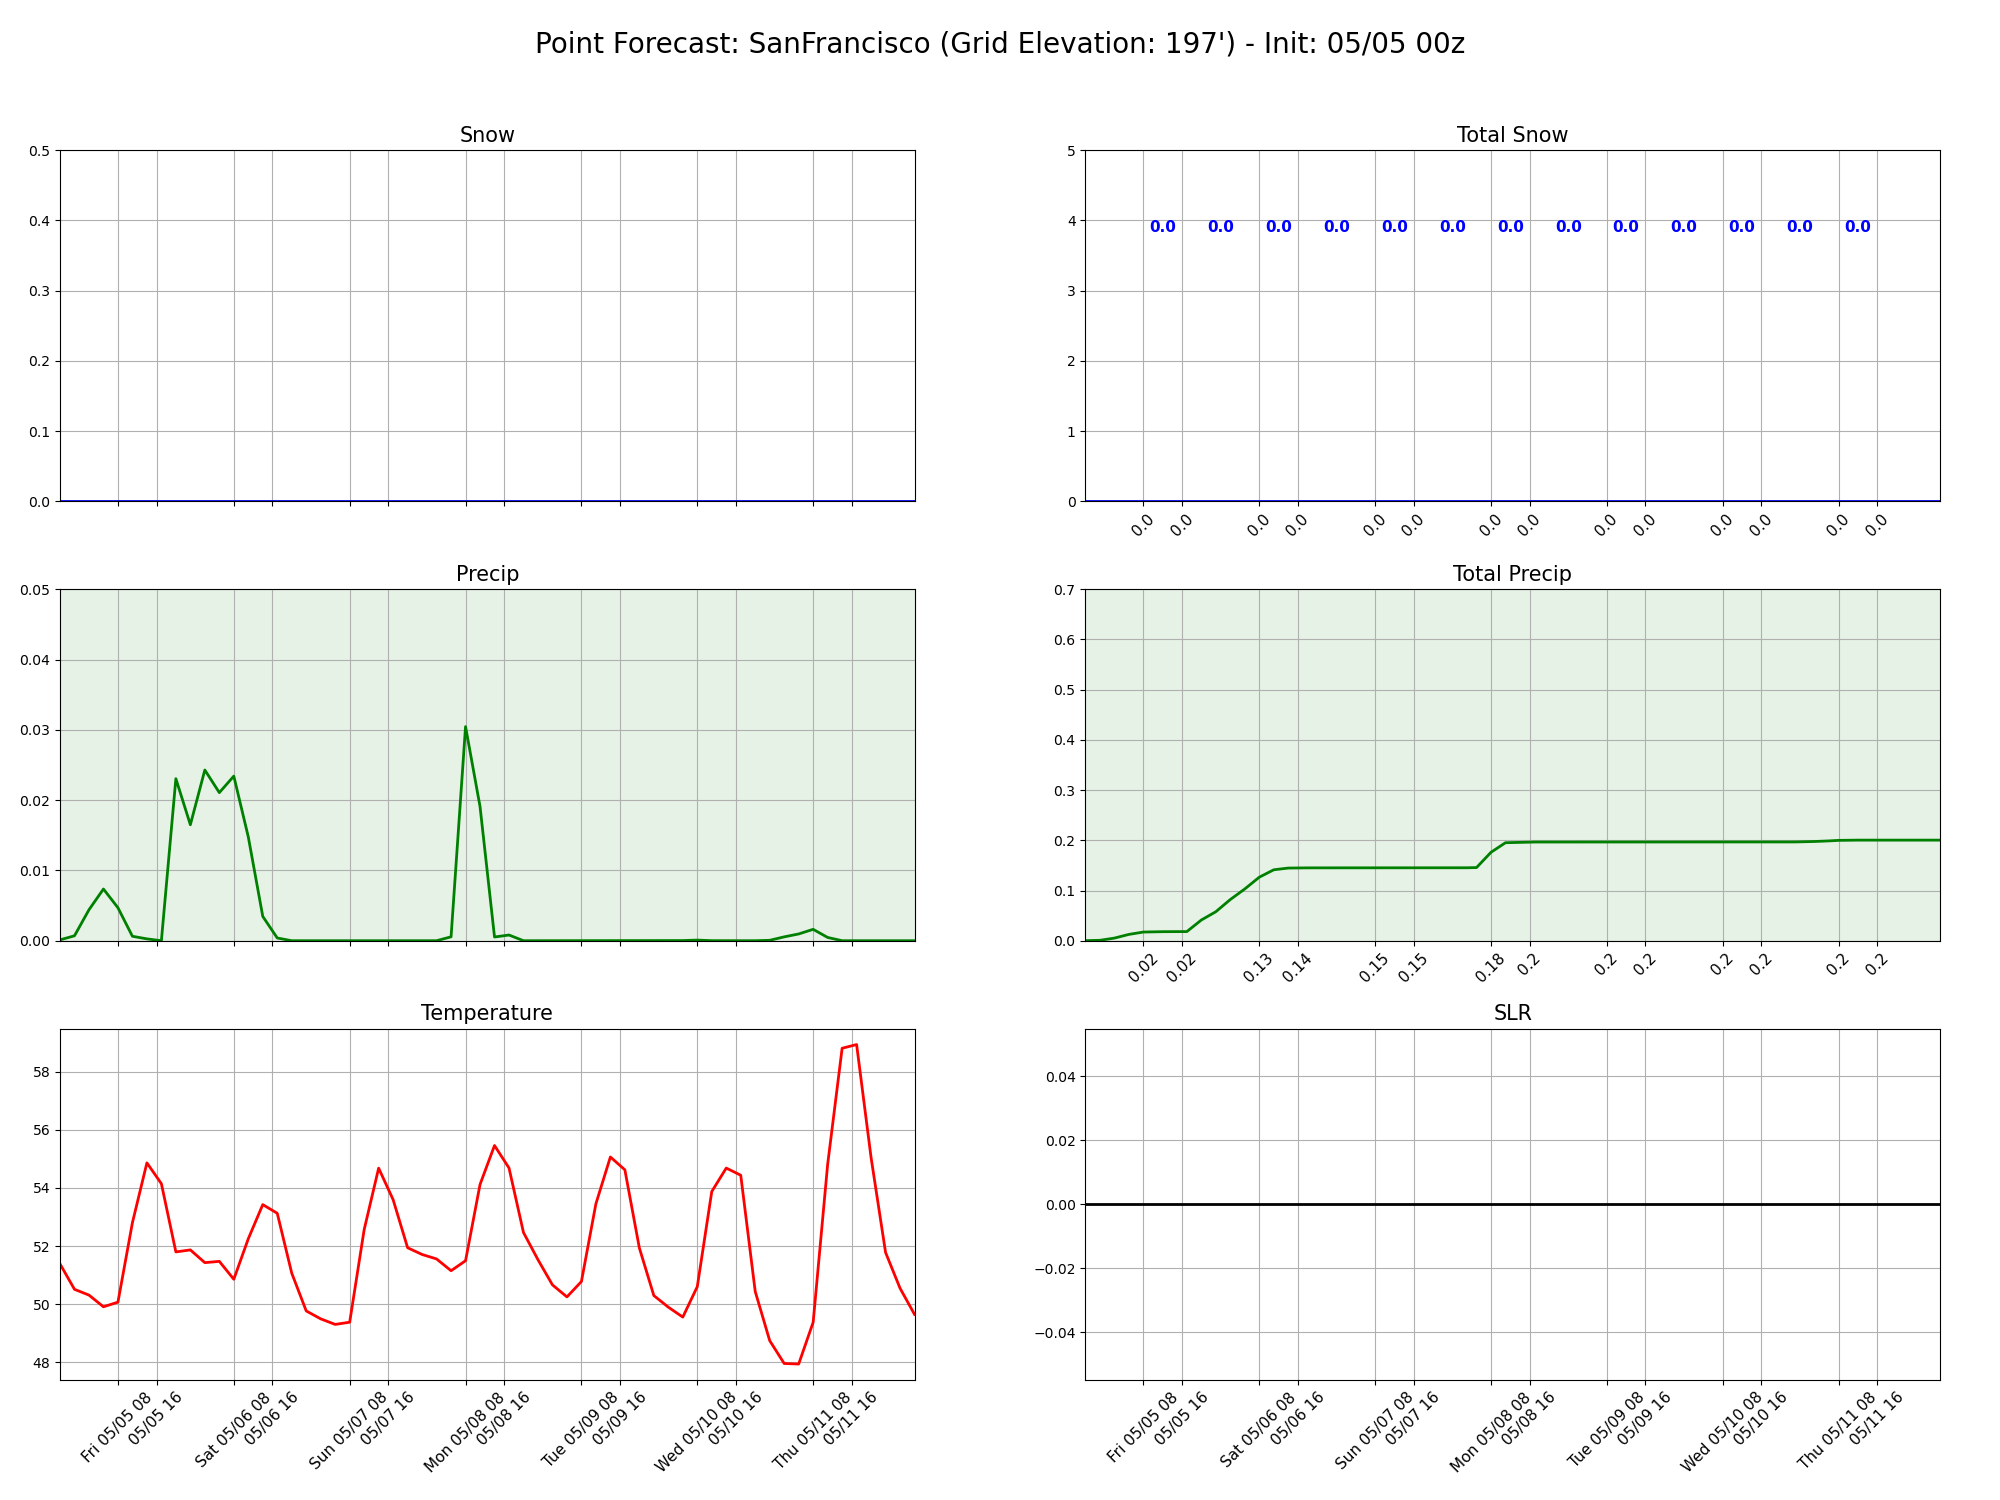 Point Forecast: SanFrancisco (Grid Elevation: 197') - Init: 05/05 00z
Snow
0.5
0.4
0.3
0.2
0.1
0.0
Total Snow
5
4
3
2
1
0
0.0 0.0 0.0 0.0 0.0 0.0 0.0 0.0 0.0 0.0 0.0 0.0 0.0
0.0 0.0 0.0 0.0 0.0 0.0 0.0 0.0 0.0 0.0 0.0 0.0 0.0 0.0
Precip
0.05
0.04
0.03
0.02
0.01
0.00
Total Precip
0.7
0.6
0.5
0.4
0.3
0.2
0.1
0.0
0.02 0.02 0.13 0.14 0.15 0.15 0.18 0.2 0.2 0.2 0.2 0.2 0.2 0.2
Temperature
58
56
54
52
50
48
Fri 05/05 08
05/05 16
Sat 05/06 08
05/06 16
Sun 05/07 08
05/07 16
Mon 05/08 08
05/08 16
Tue 05/09 08
05/09 16
Wed 05/10 08
05/10 16
Thu 05/11 08
05/11 16
SLR
0.04
0.02
0.00
−0.02
−0.04
Fri 05/05 08
05/05 16
Sat 05/06 08
05/06 16
Sun 05/07 08
05/07 16
Mon 05/08 08
05/08 16
Tue 05/09 08
05/09 16
Wed 05/10 08
05/10 16
Thu 05/11 08
05/11 16